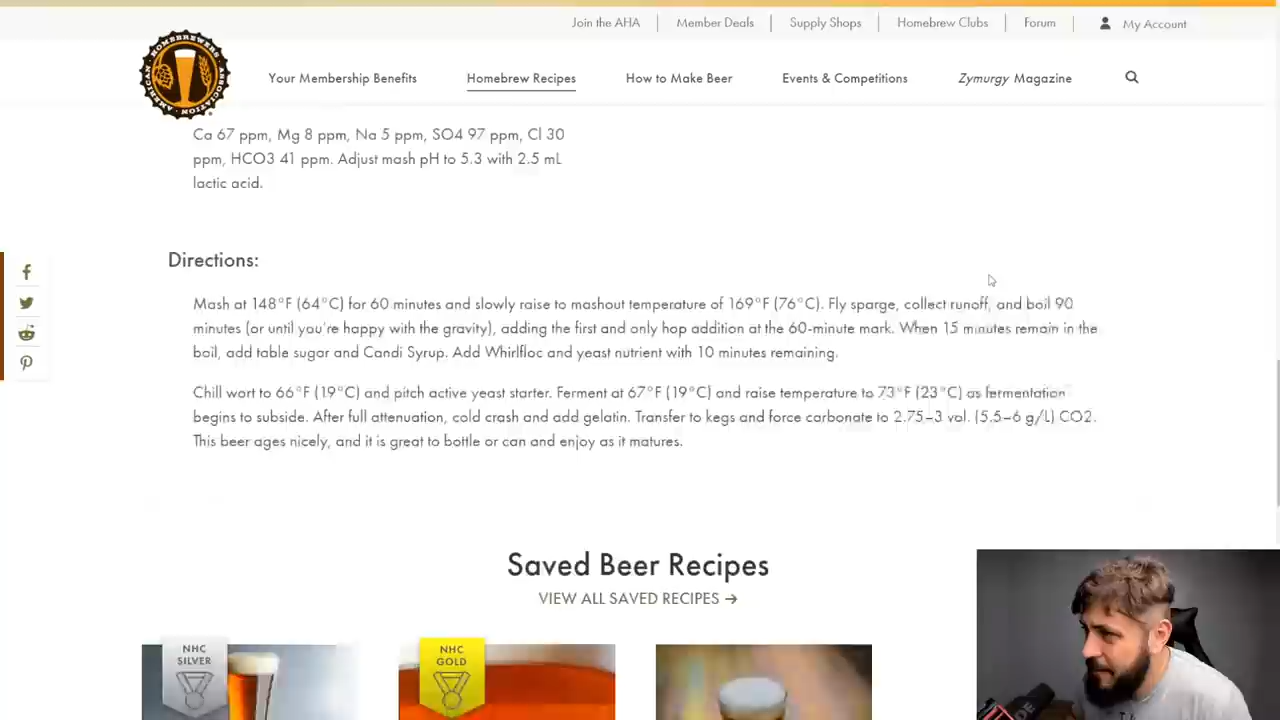 Join the AHA
Member Deals
Supply Shops
Homebrew Clubs
Forum
My Account
AMERICAN HOMEBREWERS ASSOCIATION
Your Membership Benefits
Homebrew Recipes
How to Make Beer
Events & Competitions
Zymurgy Magazine
Ca 67 ppm, Mg 8 ppm, Na 5 ppm, SO4 97 ppm, Cl 30
ppm, HCO3 41 ppm. Adjust mash pH to 5.3 with 2.5 mL
lactic acid.
Directions:
Mash at 148°F (64°C) for 60 minutes and slowly raise to mashout temperature of 169°F (76°C). Fly sparge, collect runoff, and boil 90
minutes (or until you're happy with the gravity), adding the first and only hop addition at the 60-minute mark. When 15 minutes remain in the
boil, add table sugar and Candi Syrup. Add Whirlfloc and yeast nutrient with 10 minutes remaining.
Chill wort to 66°F (19°C) and pitch active yeast starter. Ferment at 67°F (19°C) and raise temperature to 73°F (23°C) as fermentation
begins to subside. After full attenuation, cold crash and add gelatin. Transfer to kegs and force carbonate to 2.75–3 vol. (5.5–6 g/L) CO2.
This beer ages nicely, and it is great to bottle or can and enjoy as it matures.
Saved Beer Recipes
VIEW ALL SAVED RECIPES →
NHC
SILVER
NHC
GOLD